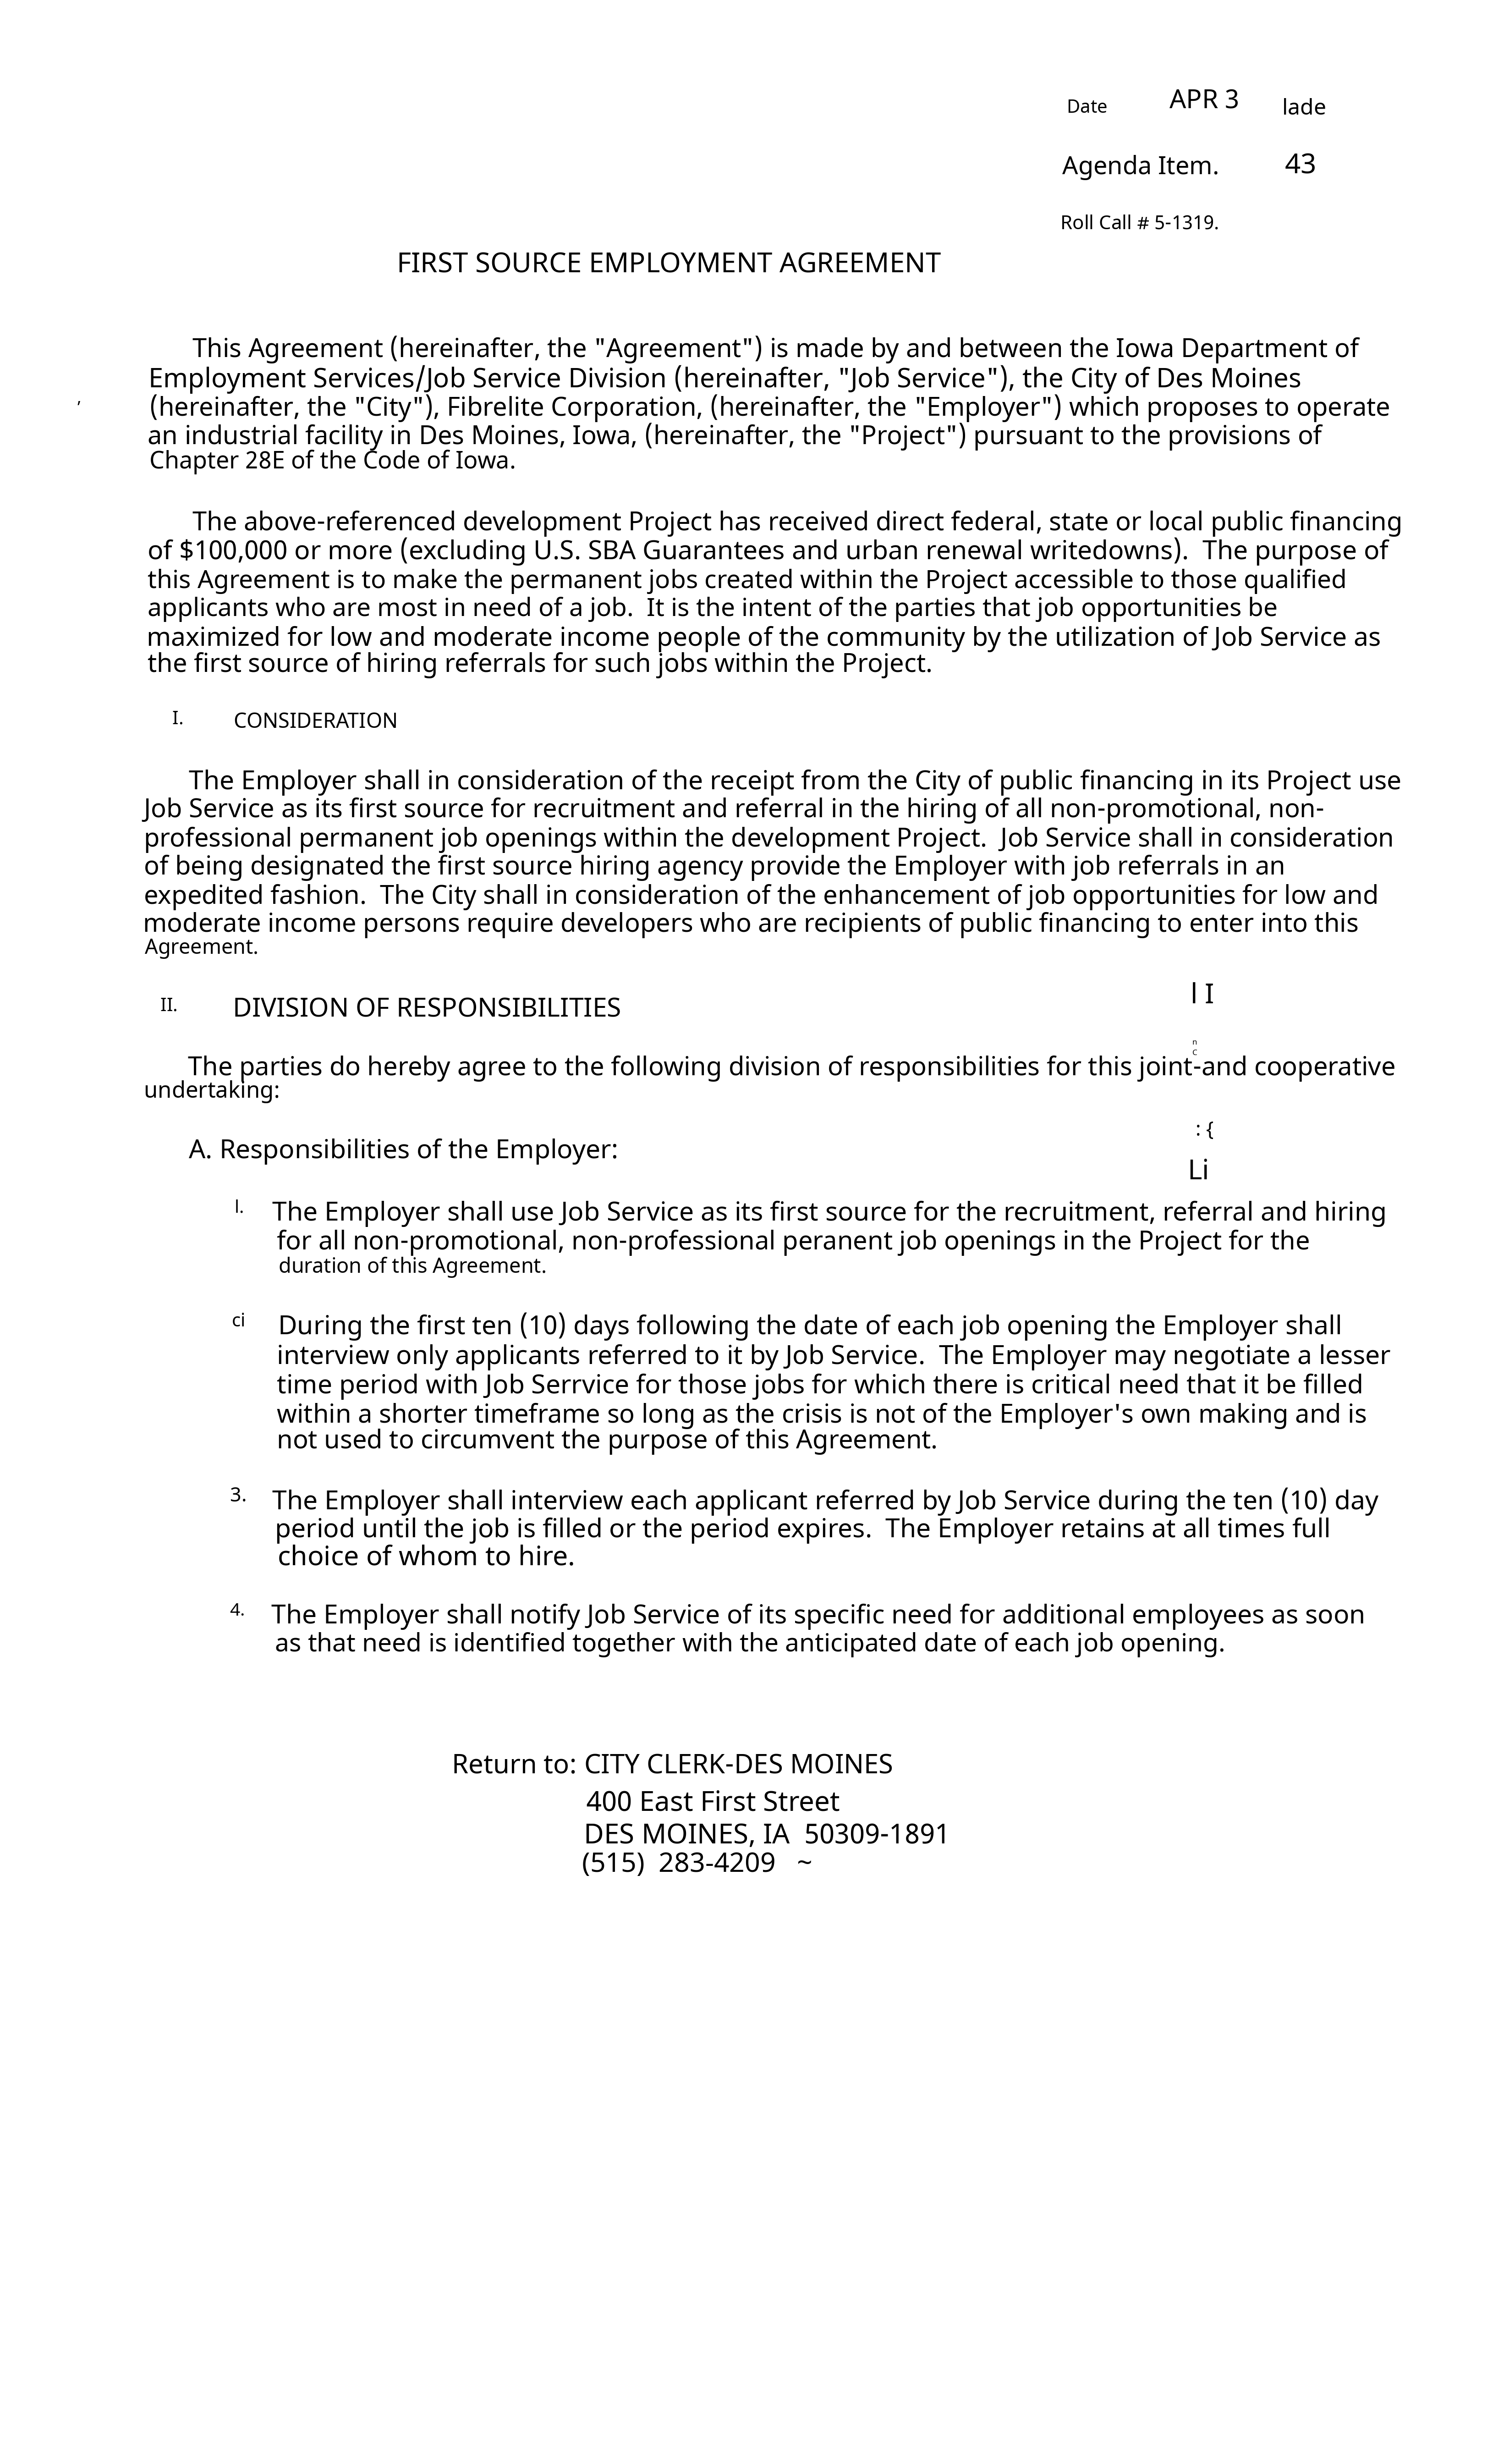 Date APR 3 lade
Agenda Item. 43
Roll Call # 5-1319.
FIRST SOURCE EMPLOYMENT AGREEMENT
This Agreement (hereinafter, the "Agreement") is made by and between the Iowa Department of
Employment Services/Job Service Division (hereinafter, "Job Service"), the City of Des Moines
,
(hereinafter, the "City"), Fibrelite Corporation, (hereinafter, the "Employer") which proposes to operate
an industrial facility in Des Moines, Iowa, (hereinafter, the "Project") pursuant to the provisions of
Chapter 28E of the Code of Iowa.
The above-referenced development Project has received direct federal, state or local public financing
of $100,000 or more (excluding U.S. SBA Guarantees and urban renewal writedowns). The purpose of
this Agreement is to make the permanent jobs created within the Project accessible to those qualified
applicants who are most in need of a job. It is the intent of the parties that job opportunities be
maximized for low and moderate income people of the community by the utilization of Job Service as
the first source of hiring referrals for such jobs within the Project.
I. CONSIDERATION
The Employer shall in consideration of the receipt from the City of public financing in its Project use
Job Service as its first source for recruitment and referral in the hiring of all non-promotional, non-
professional permanent job openings within the development Project. Job Service shall in consideration
of being designated the first source hiring agency provide the Employer with job referrals in an
expedited fashion. The City shall in consideration of the enhancement of job opportunities for low and
moderate income persons require developers who are recipients of public financing to enter into this
Agreement.
l I
II. DIVISION OF RESPONSIBILITIES
n
c
The parties do hereby agree to the following division of responsibilities for this joint-and cooperative
undertaking:
: {
A. Responsibilities of the Employer:
Li
l. The Employer shall use Job Service as its first source for the recruitment, referral and hiring
for all non-promotional, non-professional peranent job openings in the Project for the
duration of this Agreement.
ci During the first ten (10) days following the date of each job opening the Employer shall
interview only applicants referred to it by Job Service. The Employer may negotiate a lesser
time period with Job Serrvice for those jobs for which there is critical need that it be filled
within a shorter timeframe so long as the crisis is not of the Employer's own making and is
not used to circumvent the purpose of this Agreement.
3. The Employer shall interview each applicant referred by Job Service during the ten (10) day
period until the job is filled or the period expires. The Employer retains at all times full
choice of whom to hire.
4. The Employer shall notify Job Service of its specific need for additional employees as soon
as that need is identified together with the anticipated date of each job opening.
Return to: CITY CLERK-DES MOINES
400 East First Street
DES MOINES, IA 50309-1891
(515) 283-4209 ~